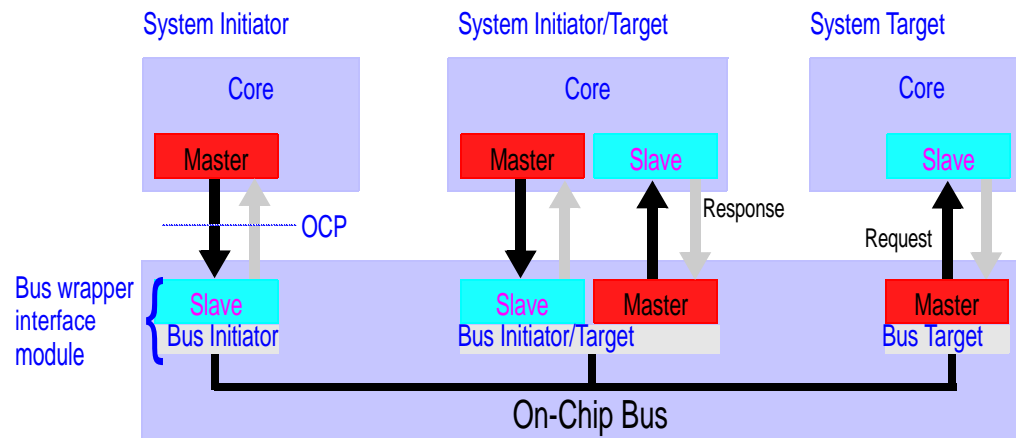 System Initiator
System Initiator/Target
System Target
Core
Core
Core
Master
Master
Slave
Slave
Response
OCP
Request
Bus wrapper
interface
module
Slave
Slave
Master
Master
Bus Initiator
Bus Initiator/Target
Bus Target
On-Chip Bus